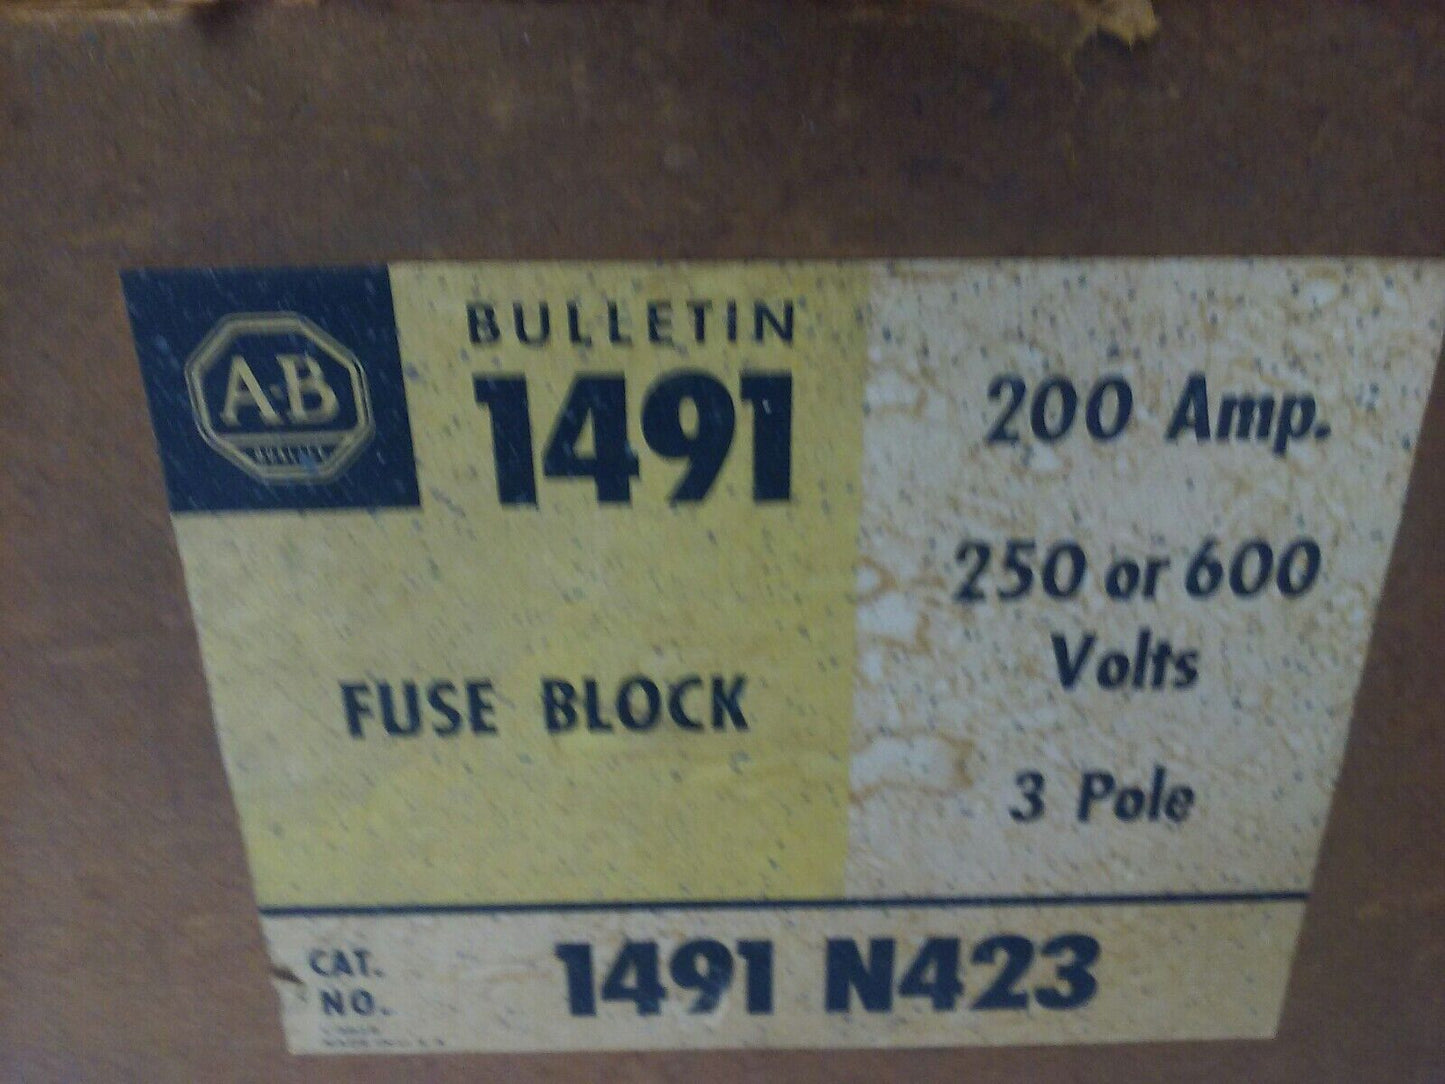 A-B
BULLETIN
1491
FUSE BLOCK
200 Amp.
250 or 600
Volts
3 Pole
CAT.
NO.
1491 N423